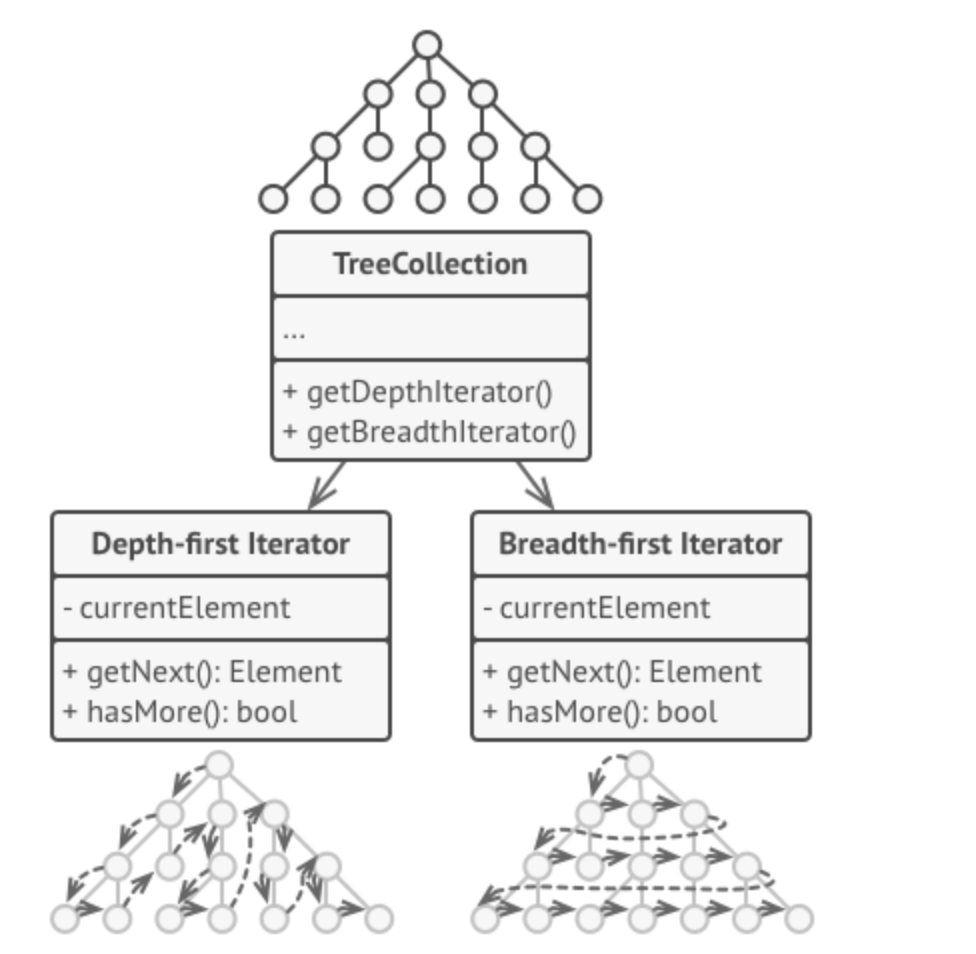 TreeCollection
...
+ getDepthIterator()
+ getBreadthIterator()
Depth-first Iterator
- currentElement
+ getNext(): Element
+ hasMore(): bool
Breadth-first Iterator
- currentElement
+ getNext(): Element
+ hasMore(): bool